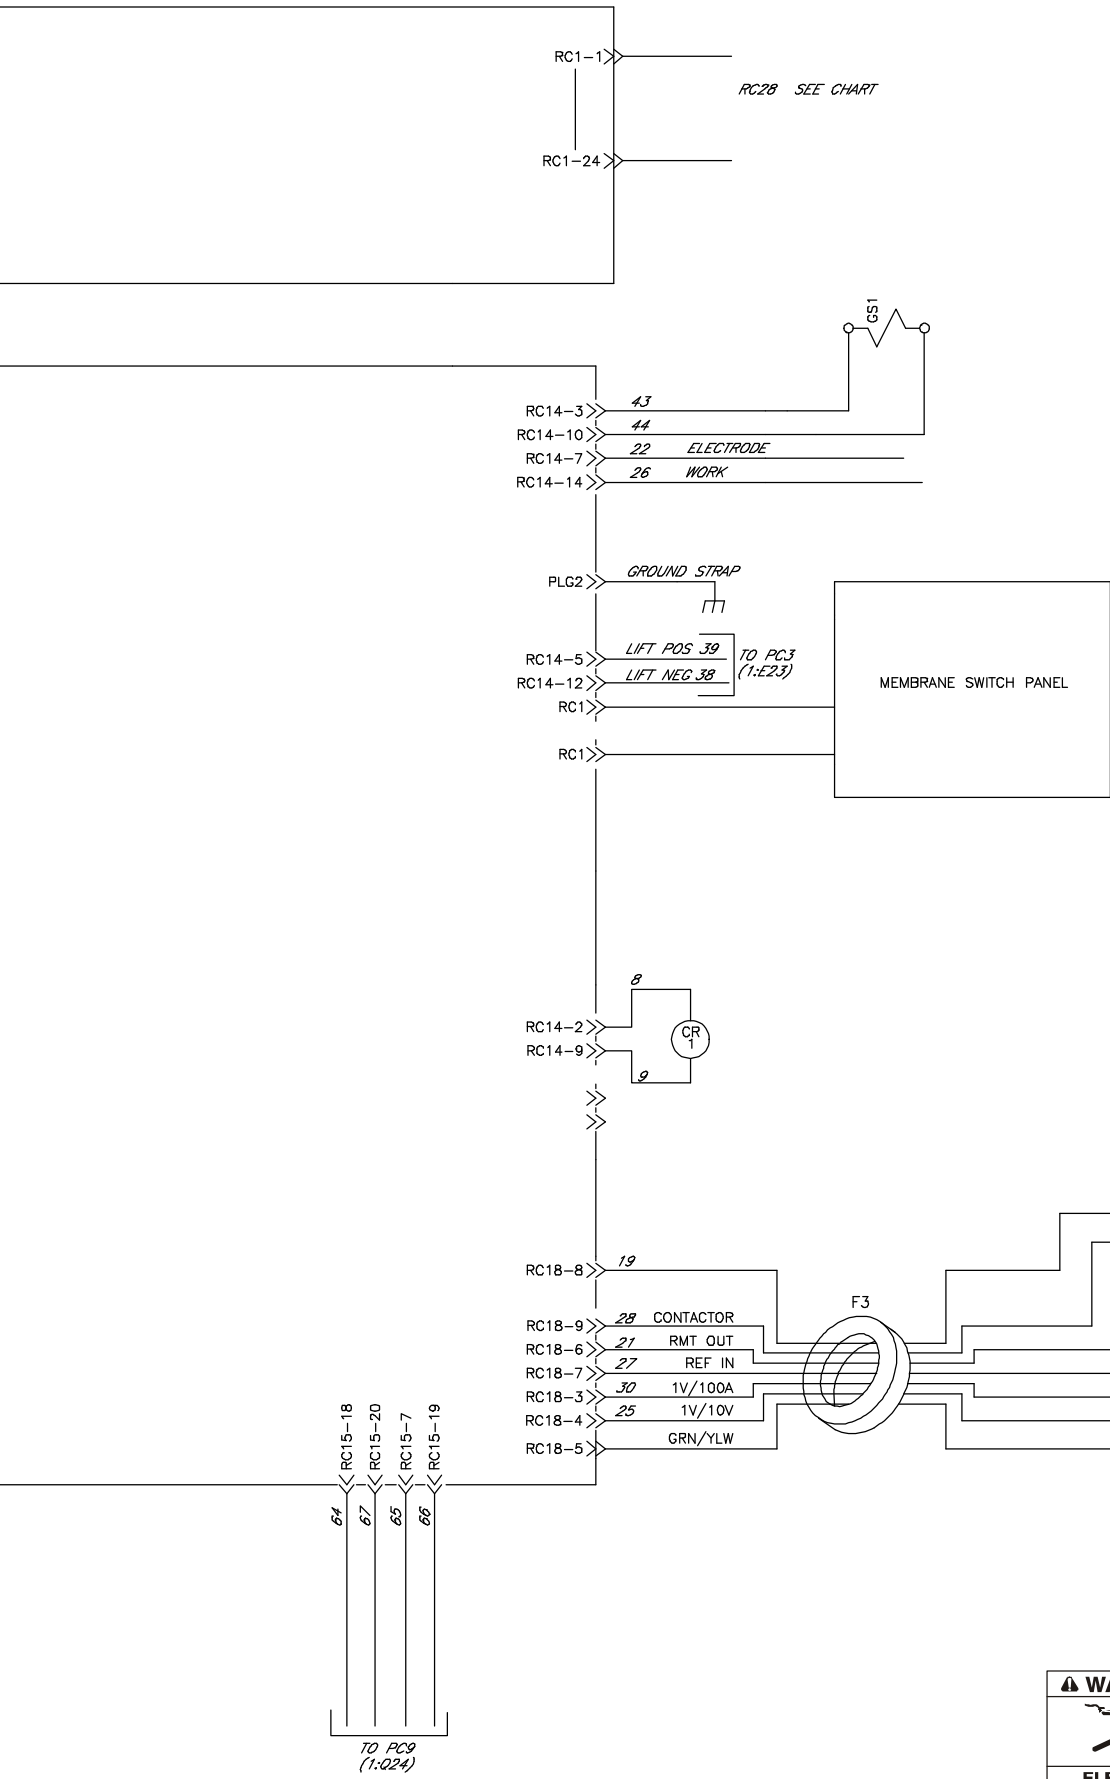 RC1-1
RC28 SEE CHART
RC1-24
GS1
RC14-3 43
RC14-10 44
RC14-7 22 ELECTRODE
RC14-14 26 WORK
PLG2 GROUND STRAP
RC14-5 LIFT POS 39
RC14-12 LIFT NEG 38
TO PC3
(1:E23)
RC1
RC1
MEMBRANE SWITCH PANEL
8
RC14-2
RC14-9
CR
1
9
RC18-8 19
F3
RC18-9 28 CONTACTOR
RC18-6 21 RMT OUT
RC18-7 27 REF IN
RC18-3 30 1V/100A
RC18-4 25 1V/10V
RC18-5 GRN/YLW
RC15-18
RC15-20
RC15-7
RC15-19
64
67
65
66
TO PC9
(1:Q24)